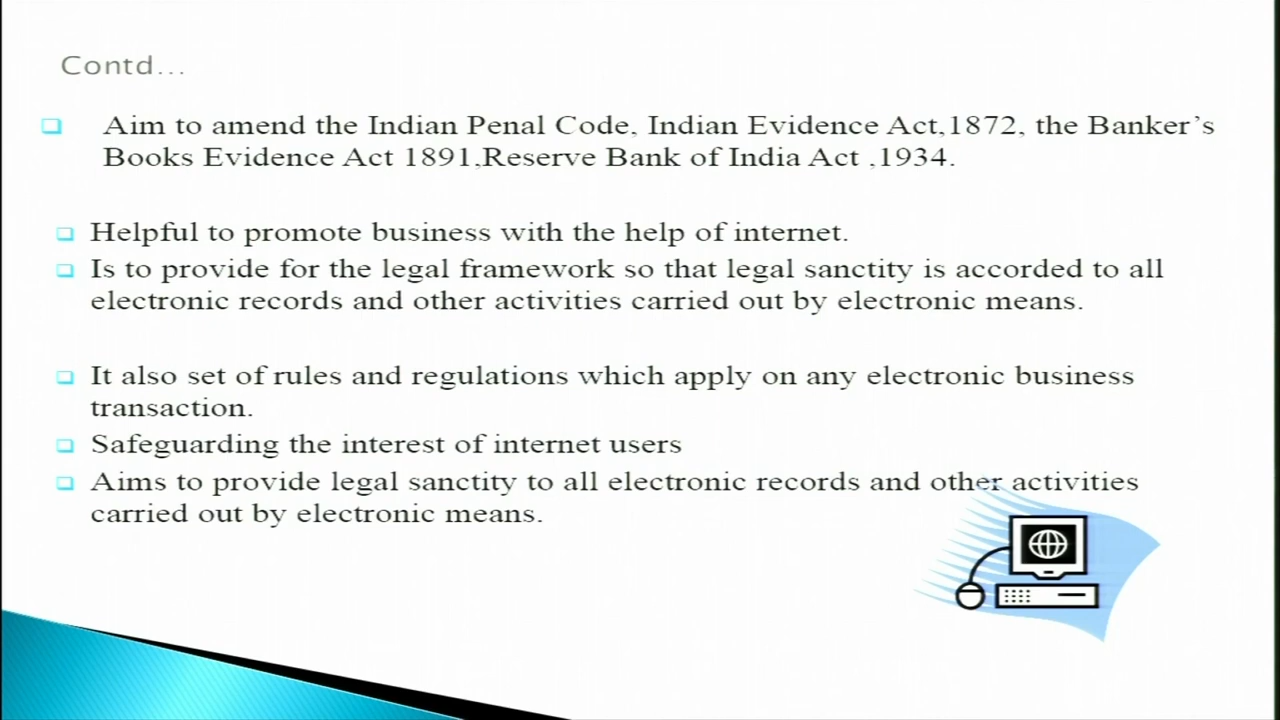 Contd...
Aim to amend the Indian Penal Code, Indian Evidence Act,1872, the Banker's
Books Evidence Act 1891,Reserve Bank of India Act ,1934.
Helpful to promote business with the help of internet.
Is to provide for the legal framework so that legal sanctity is accorded to all
electronic records and other activities carried out by electronic means.
It also set of rules and regulations which apply on any electronic business
transaction.
Safeguarding the interest of internet users
Aims to provide legal sanctity to all electronic records and other activities
carried out by electronic means.